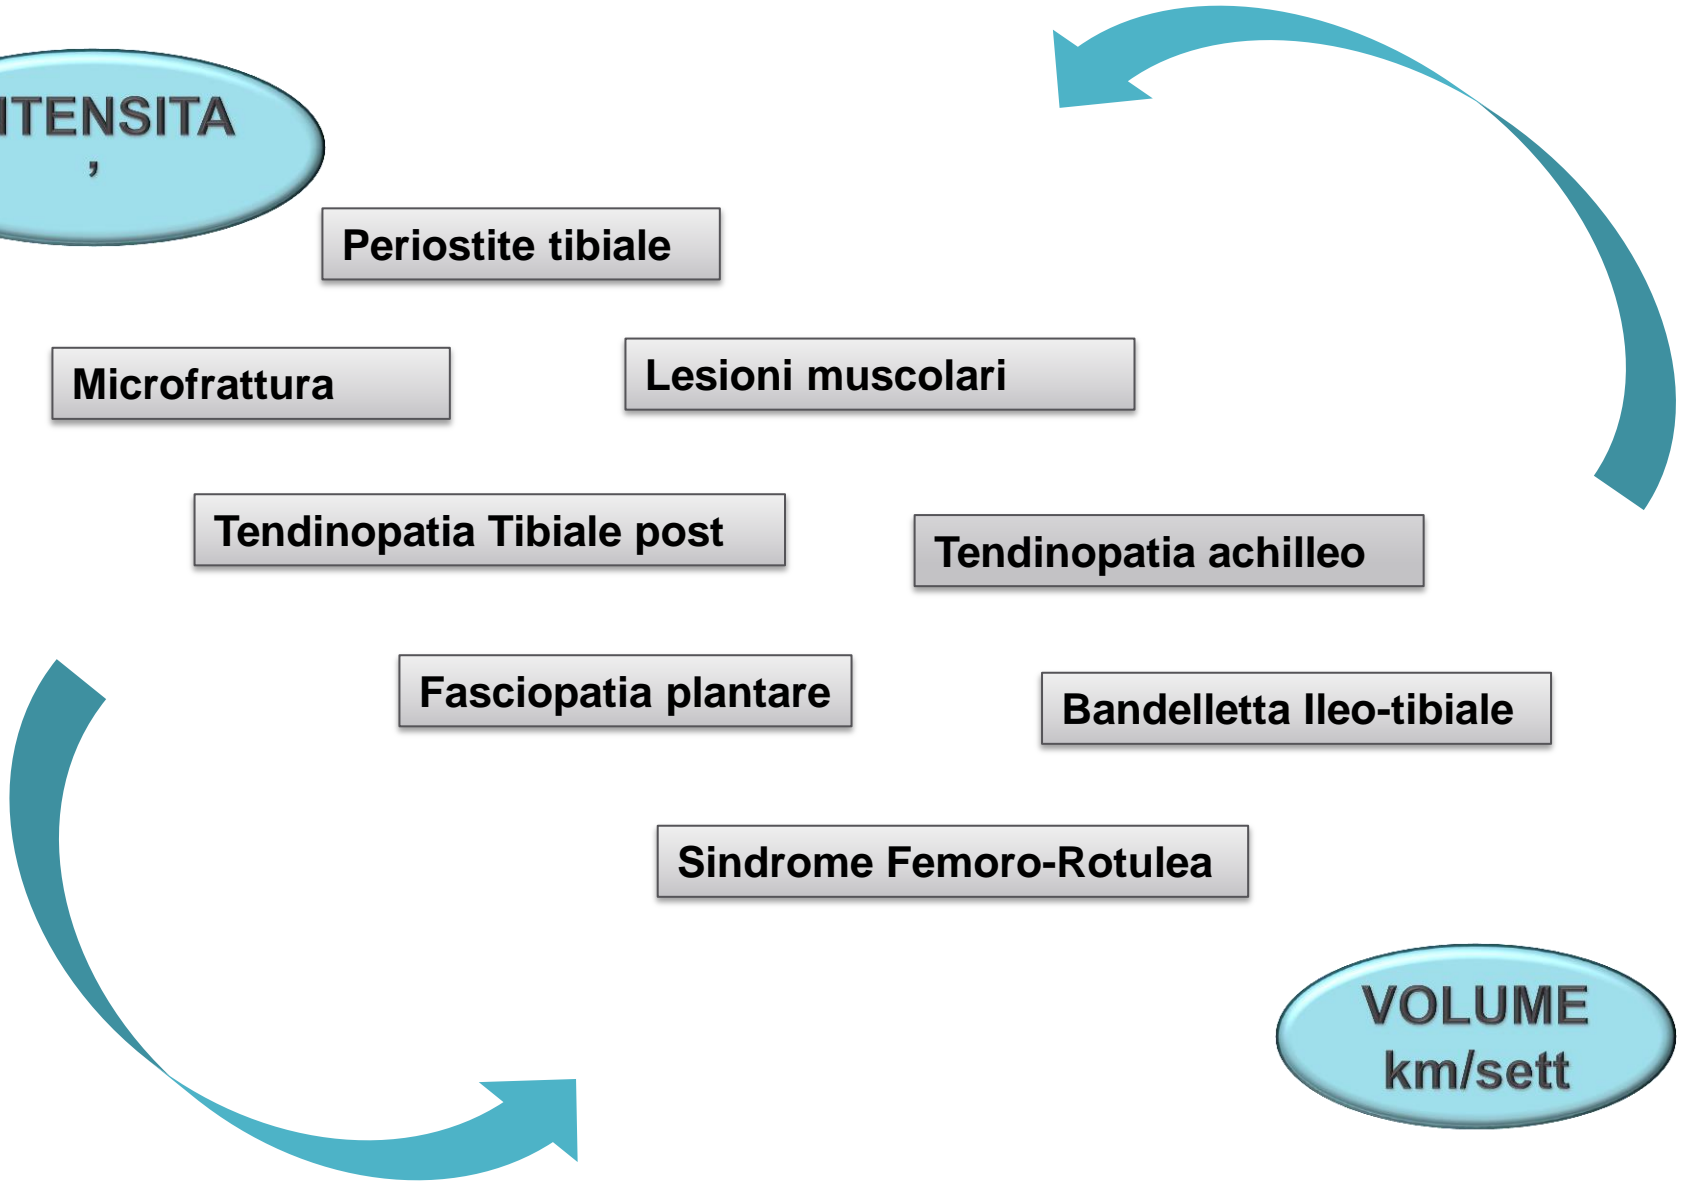 ITENSITA
’
Periostite tibiale
Microfrattura
Lesioni muscolari
Tendinopatia Tibiale post
Tendinopatia achilleo
Fasciopatia plantare
Bandelletta Ileo-tibiale
Sindrome Femoro-Rotulea
VOLUME
km/sett